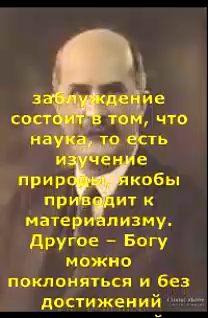 заблуждение
состоит в том, что
наука, то есть
изучение
природы, якобы
приводит к
материализму.
Другое – Богу
можно
поклоняться и без
достижений